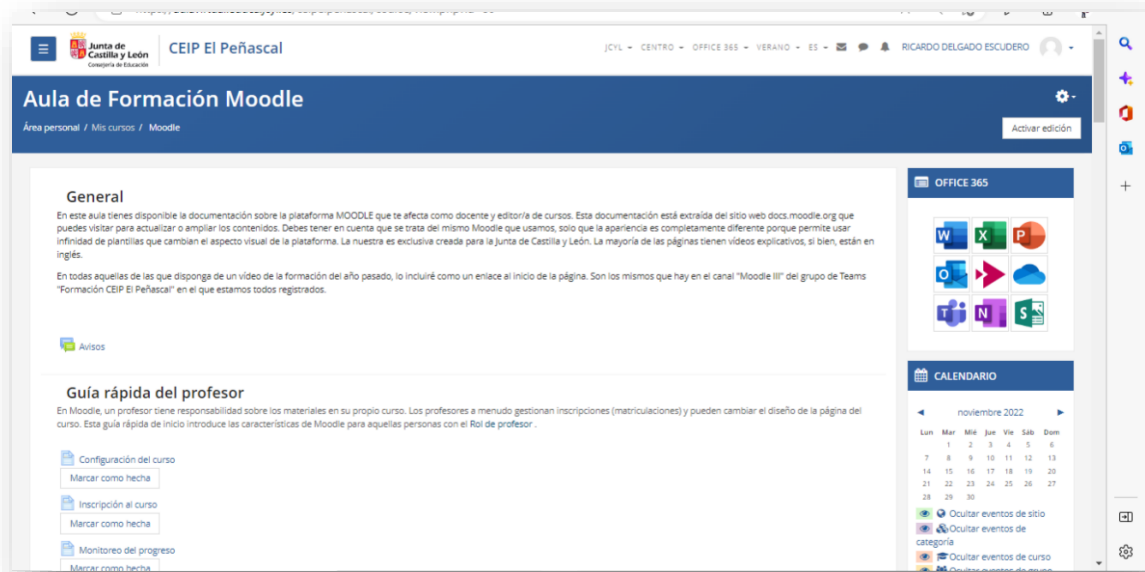 Junta de
Castilla y León
Consejería de Educación
CEIP El Peñascal
JCYL CENTRO OFFICE 365 VERANO ES
RICARDO DELGADO ESCUDERO
Aula de Formación Moodle
Área personal / Mis cursos / Moodle
Activar edición
General
En este aula tienes disponible la documentación sobre la plataforma MOODLE que te afecta como docente y editor/a de cursos. Esta documentación está extraída del sitio web docs.moodle.org que
puedes visitar para actualizar o ampliar los contenidos. Debes tener en cuenta que se trata del mismo Moodle que usamos, solo que la apariencia es completamente diferente porque permite usar
infinidad de plantillas que cambian el aspecto visual de la plataforma. La nuestra es exclusiva creada para la Junta de Castilla y León. La mayoría de las páginas tienen vídeos explicativos, si bien, están en
inglés.
En todas aquellas de las que disponga de un vídeo de la formación del año pasado, lo incluiré como un enlace al inicio de la página. Son los mismos que hay en el canal "Moodle III" del grupo de Teams
"Formación CEIP El Peñascal" en el que estamos todos registrados.
Avisos
Guía rápida del profesor
En Moodle, un profesor tiene responsabilidad sobre los materiales en su propio curso. Los profesores a menudo gestionan inscripciones (matriculaciones) y pueden cambiar el diseño de la página del
curso. Esta guía rápida de inicio introduce las características de Moodle para aquellas personas con el Rol de profesor .
Configuración del curso
Marcar como hecha
Inscripción al curso
Marcar como hecha
Monitoreo del progreso
Marcar como hecha
OFFICE 365
W X P
O
T N S
CALENDARIO
◄ noviembre 2022 ►
Lun Mar Mié Jue Vie Sáb Dom
1 2 3 4 5 6
7 8 9 10 11 12 13
14 15 16 17 18 19 20
21 22 23 24 25 26 27
28 29 30
Ocultar eventos de sitio
Ocultar eventos de
categoría
Ocultar eventos de curso
Ocultar eventos de grupo